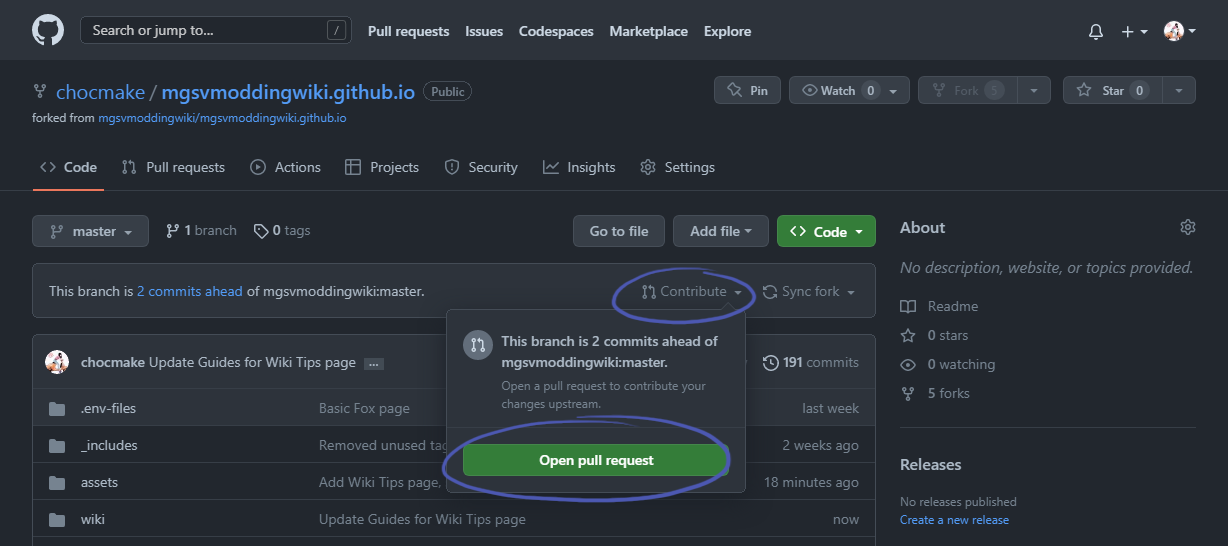 Search or jump to... /
Pull requests Issues Codespaces Marketplace Explore
chocmake / mgsvmoddingwiki.github.io Public
Pin Watch 0 Fork 5 Star 0
forked from mgsvmoddingwiki/mgsvmoddingwiki.github.io
Code Pull requests Actions Projects Security Insights Settings
master 1 branch 0 tags Go to file Add file Code
This branch is 2 commits ahead of mgsvmoddingwiki:master. Contribute Sync fork
This branch is 2 commits ahead of
mgsvmoddingwiki:master.
Open a pull request to contribute your
changes upstream.
Open pull request
chocmake Update Guides for Wiki Tips page ... 191 commits
.env-files Basic Fox page last week
_includes Removed unused tag 2 weeks ago
assets Add Wiki Tips page, 18 minutes ago
wiki Update Guides for Wiki Tips page now
About
No description, website, or topics provided.
Readme
0 stars
0 watching
5 forks
Releases
No releases published
Create a new release